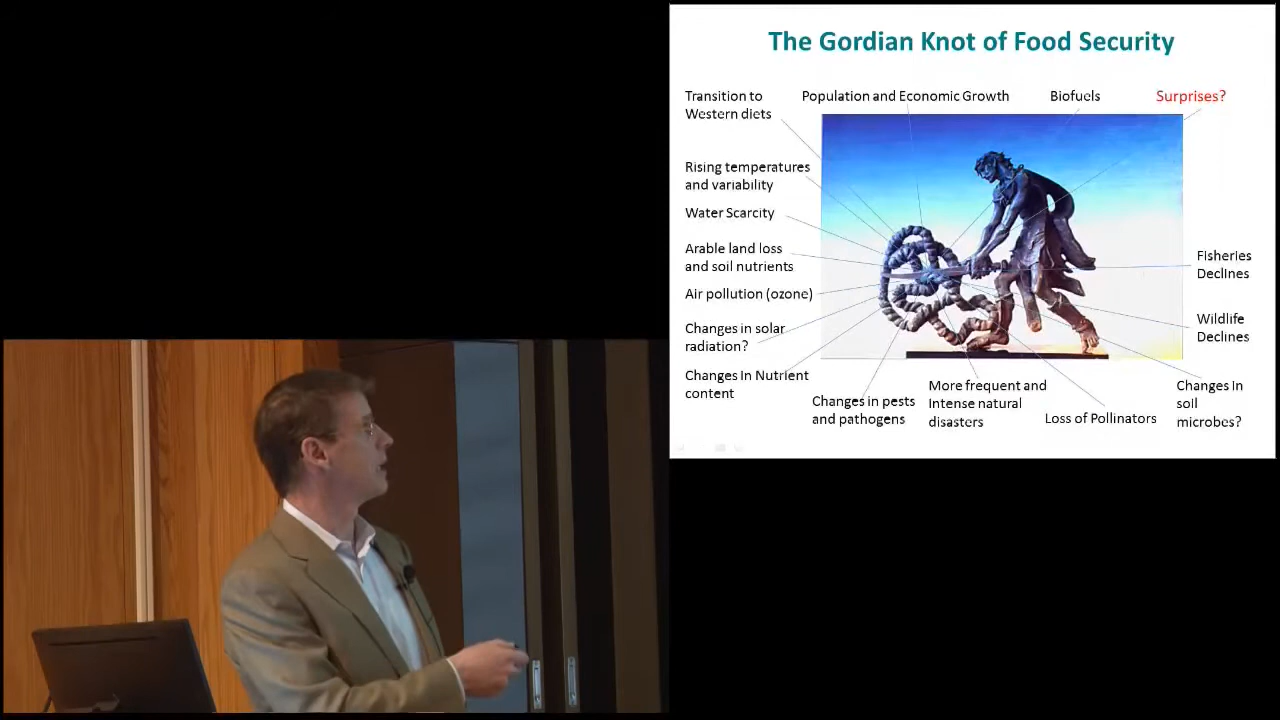 The Gordian Knot of Food Security
Transition to
Western diets
Population and Economic Growth
Biofuels
Surprises?
Rising temperatures
and variability
Water Scarcity
Arable land loss
and soil nutrients
Air pollution (ozone)
Changes in solar
radiation?
Changes In Nutrient
content
Changes in pests
and pathogens
More frequent and
Intense natural
disasters
Loss of Pollinators
Changes In
soil
microbes?
Wildlife
Declines
Fisheries
Declines